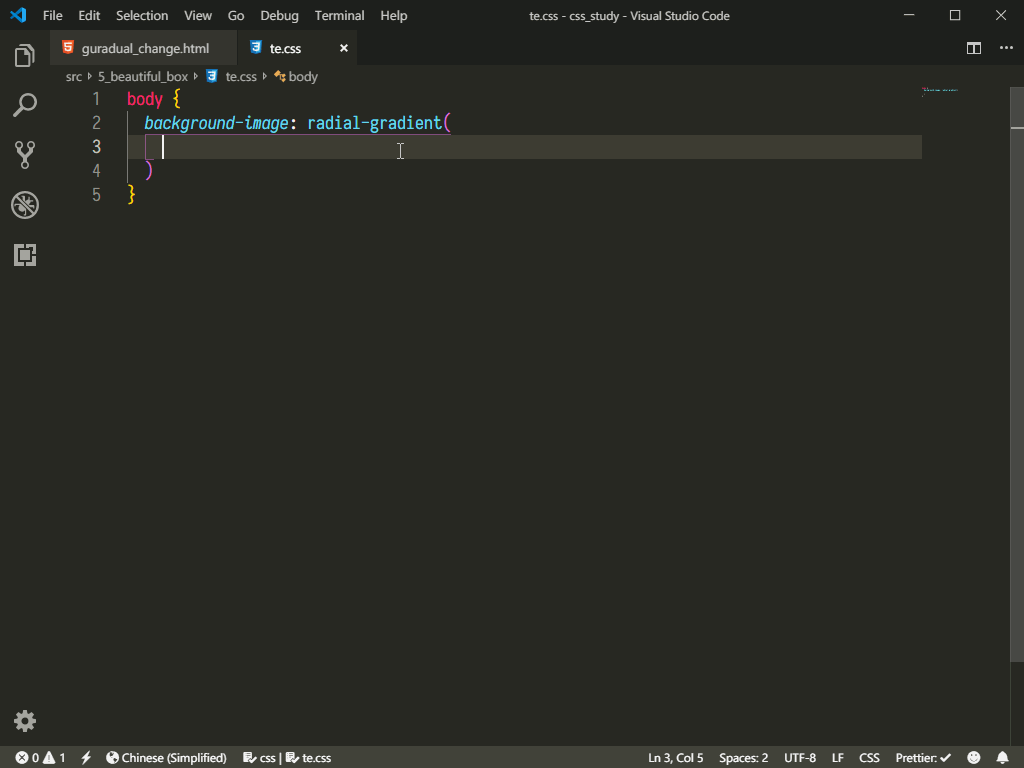 File Edit Selection View Go Debug Terminal Help te.css - css_study - Visual Studio Code
guradual_change.html te.css
src 5_beautiful_box te.css body
1 body {
2 background-image: radial-gradient(
3
4 )
5 }
0 1 Chinese (Simplified) css | te.css Ln 3, Col 5 Spaces: 2 UTF-8 LF CSS Prettier: ✓